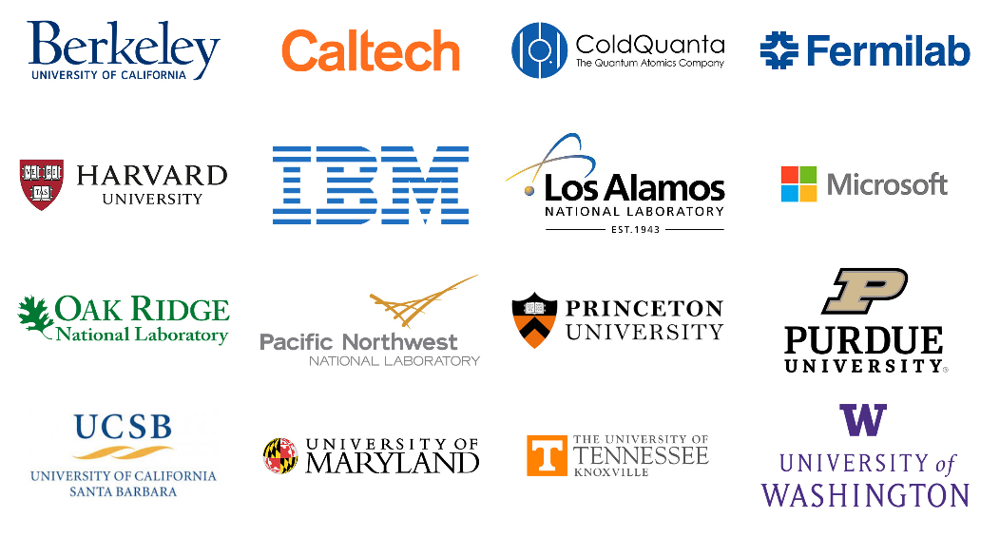 Berkeley
UNIVERSITY OF CALIFORNIA
Caltech
ColdQuanta
The Quantum Atomics Company
Fermilab
VE RI
TAS
HARVARD
UNIVERSITY
IBM
Los Alamos
NATIONAL LABORATORY
EST.1943
Microsoft
OAK RIDGE
National Laboratory
Pacific Northwest
NATIONAL LABORATORY
PRINCETON
UNIVERSITY
P
PURDUE
UNIVERSITY®
UCSB
UNIVERSITY OF CALIFORNIA
SANTA BARBARA
UNIVERSITY OF
MARYLAND
T
THE UNIVERSITY OF
TENNESSEE
KNOXVILLE
W
UNIVERSITY of
WASHINGTON